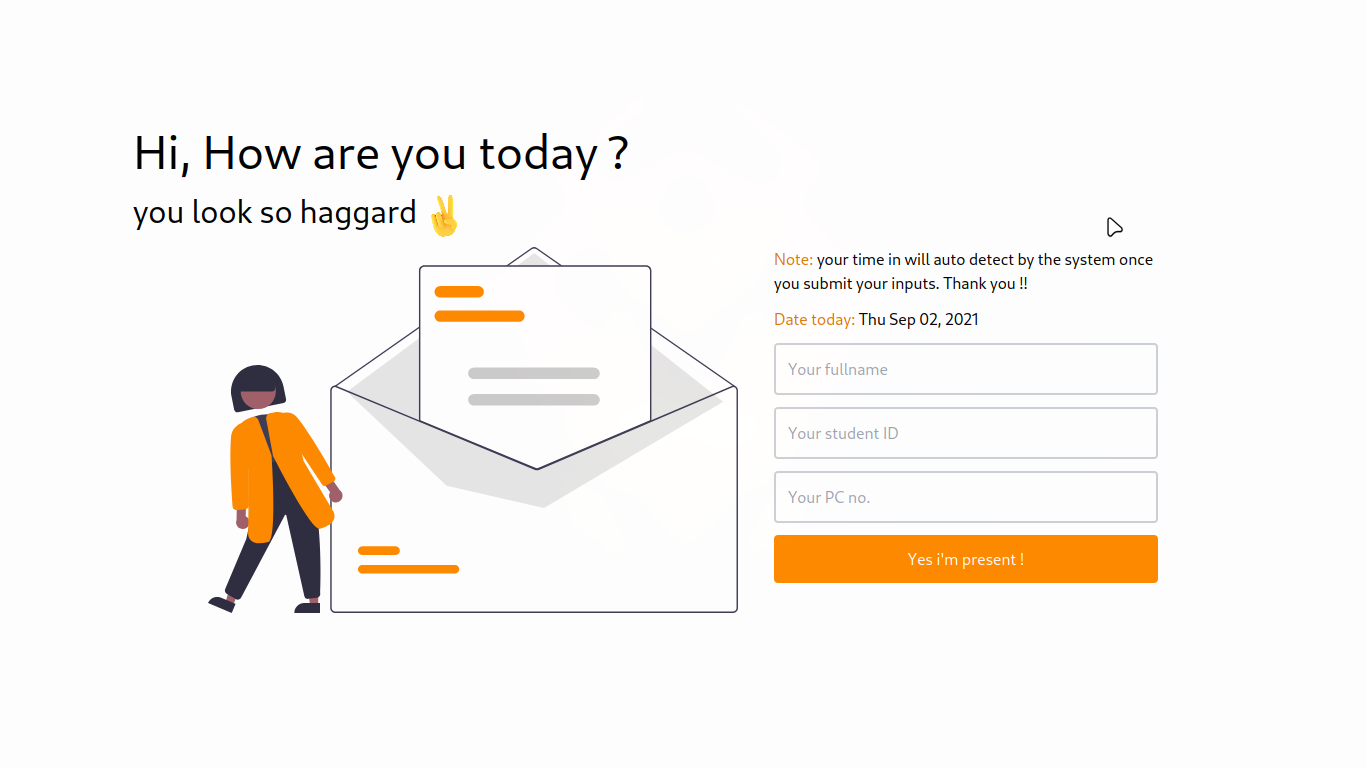 Hi, How are you today ?
you look so haggard ✌
Note: your time in will auto detect by the system once
you submit your inputs. Thank you !!
Date today: Thu Sep 02, 2021
Your fullname
Your student ID
Your PC no.
Yes i'm present !